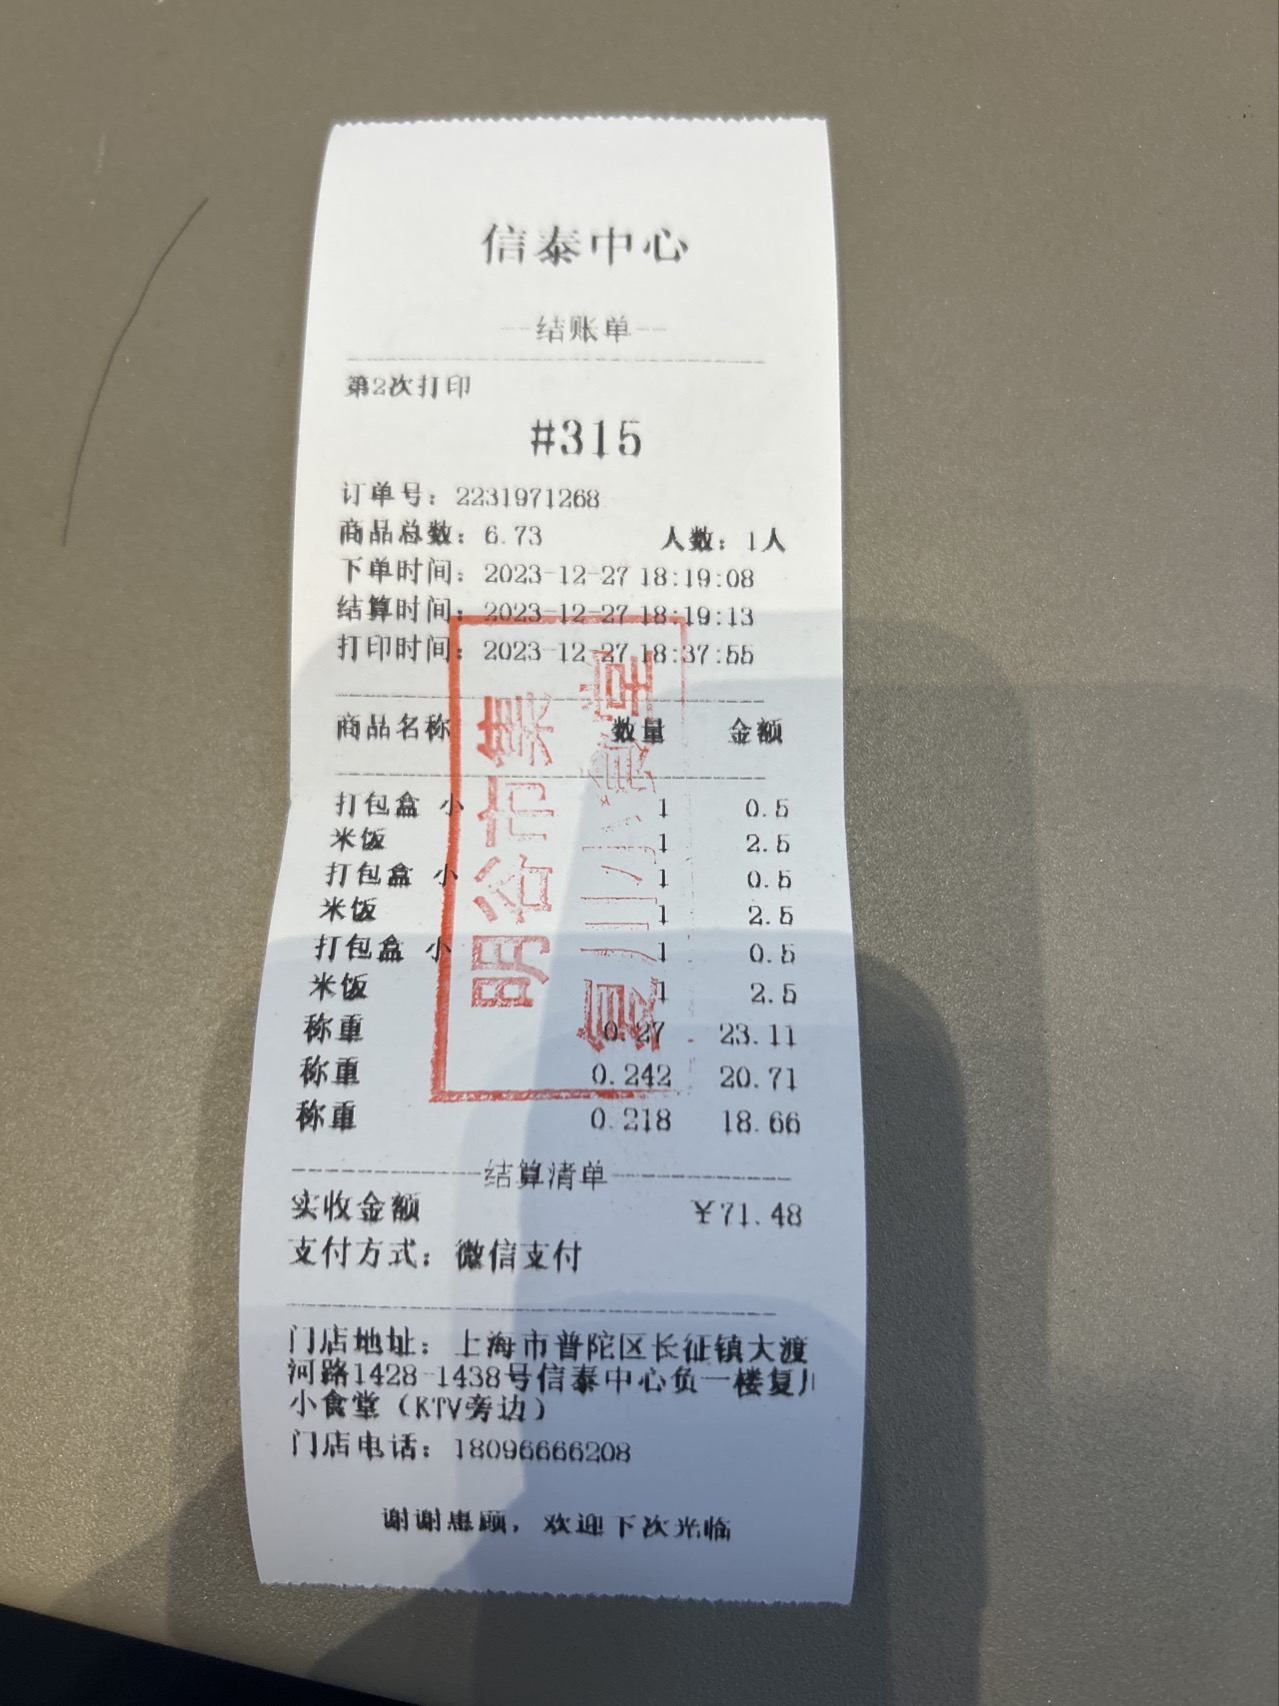 信泰中心
--结账单--
第2次打印
#315
订单号：2231971268
商品总数：6.73 人数：1人
下单时间：2023-12-27 18:19:08
结算时间：2023-12-27 18:19:13
打印时间：2023-12-27 18:37:55
商品名称 数量 金额
打包盒 小 1 0.5
米饭 1 2.5
打包盒 小 1 0.5
米饭 1 2.5
打包盒 小 1 0.5
米饭 1 2.5
称重 0.27 23.11
称重 0.242 20.71
称重 0.218 18.66
结算清单
实收金额 ¥71.48
支付方式：微信支付
门店地址：上海市普陀区长征镇大渡
河路1428-1438号信泰中心负一楼复川
小食堂（KTV旁边）
门店电话：18096666208
谢谢惠顾，欢迎下次光临
明谷市集
复川小食堂